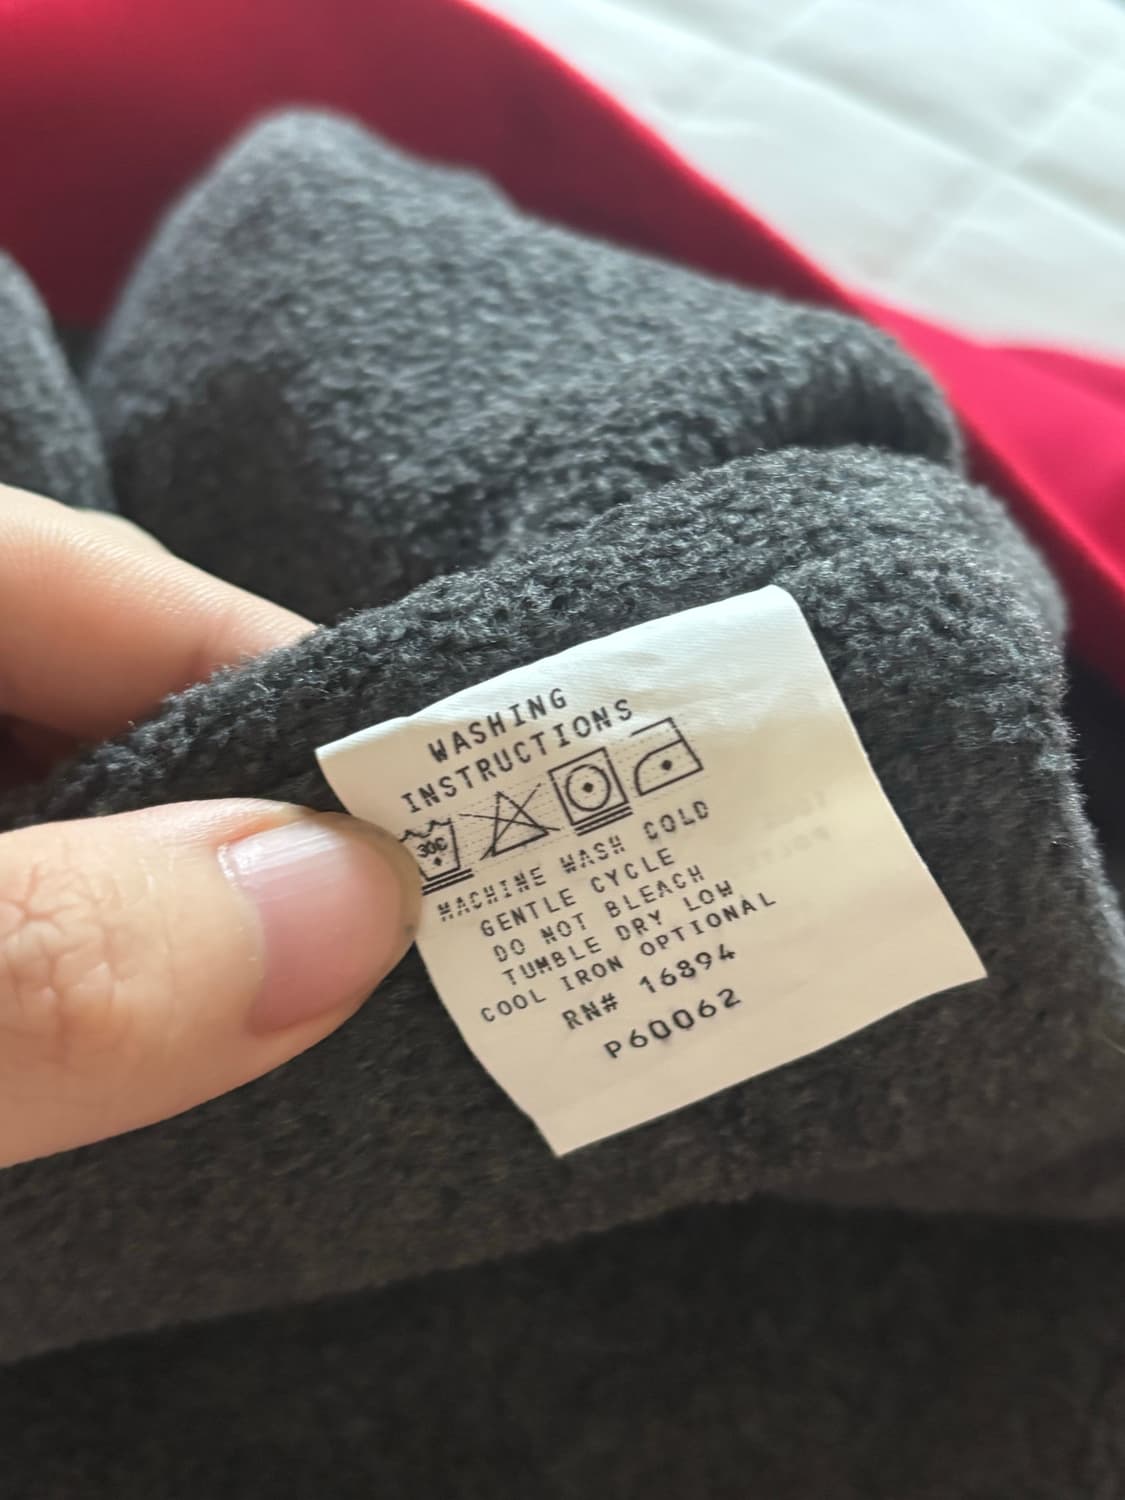 WASHING
INSTRUCTIONS
30C
MACHINE WASH COLD
GENTLE CYCLE
DO NOT BLEACH
TUMBLE DRY LOW
COOL IRON OPTIONAL
RN# 16894
P60062